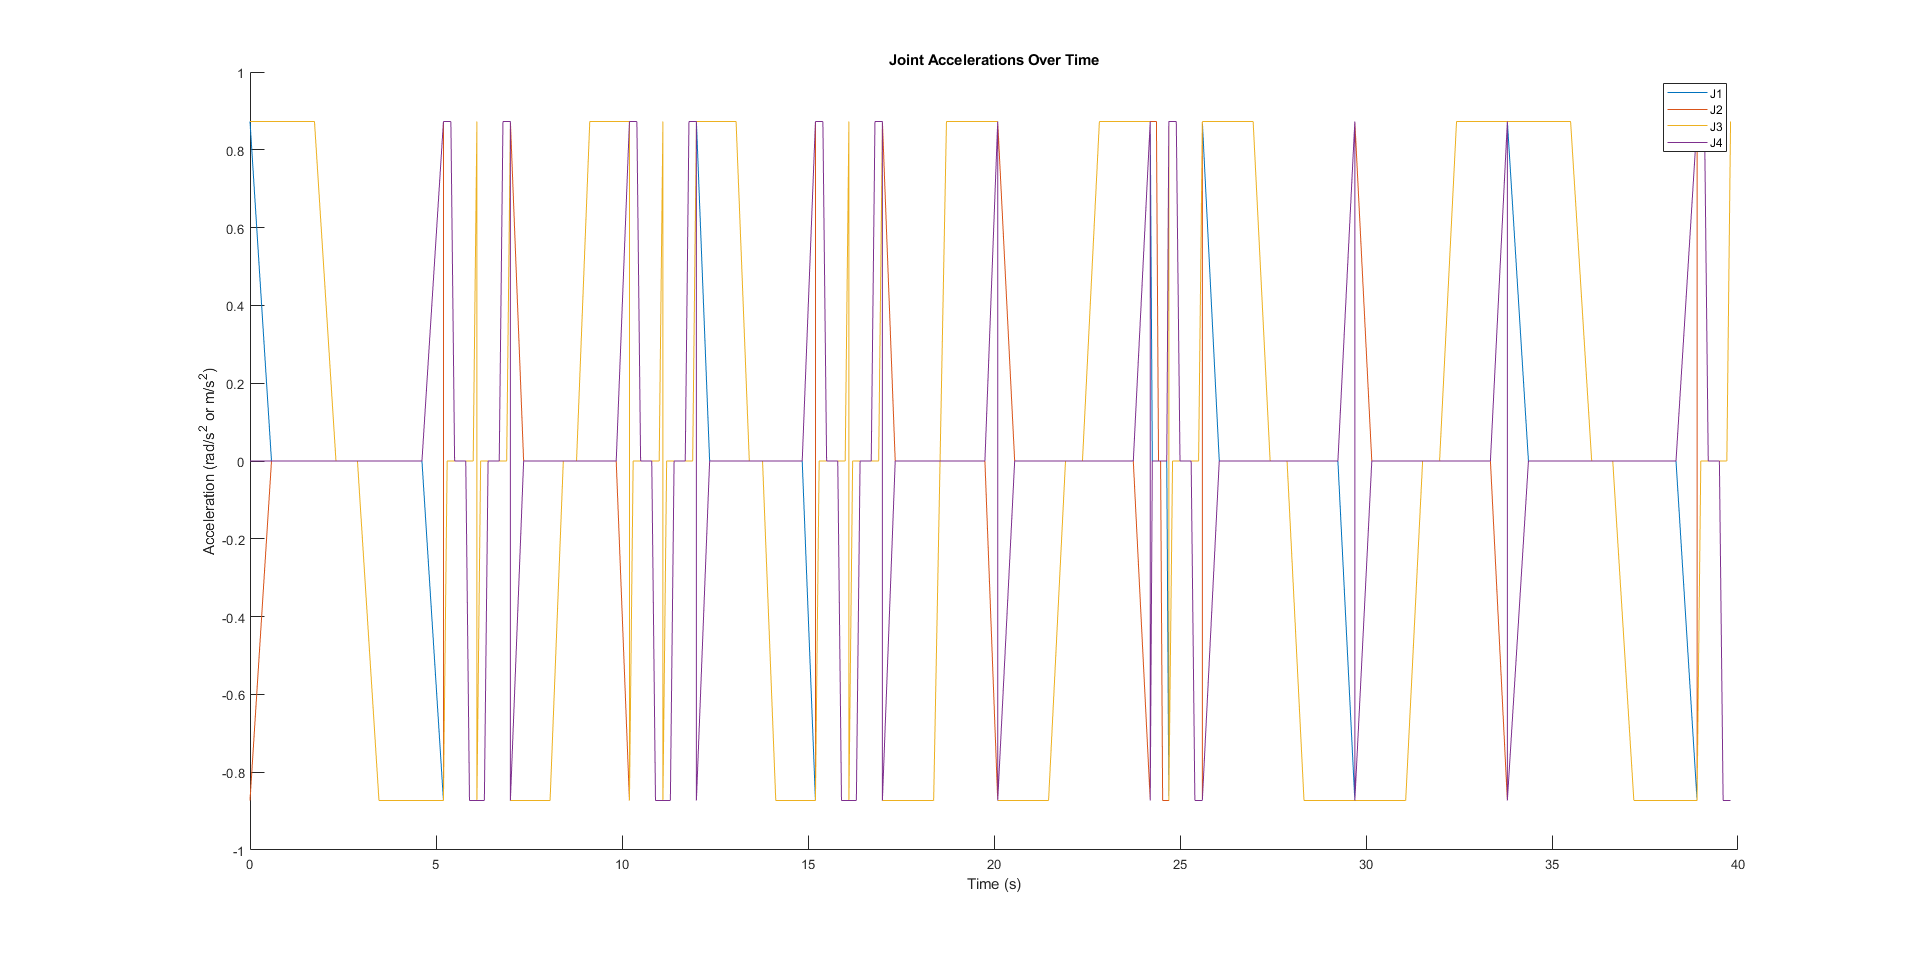 Joint Accelerations Over Time
J1
J2
J3
J4
1
0.8
0.6
0.4
0.2
0
-0.2
-0.4
-0.6
-0.8
-1
Acceleration (rad/s² or m/s²)
0 5 10 15 20 25 30 35 40
Time (s)